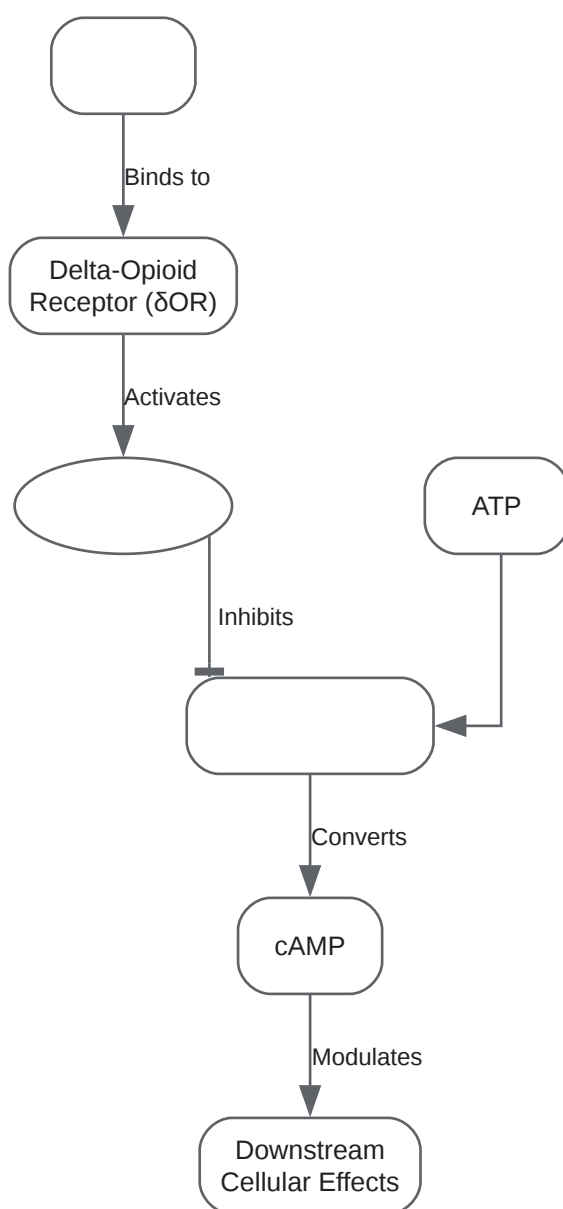 Binds to
Delta-Opioid
Receptor (δOR)
Activates
ATP
Inhibits
Converts
cAMP
Modulates
Downstream
Cellular Effects